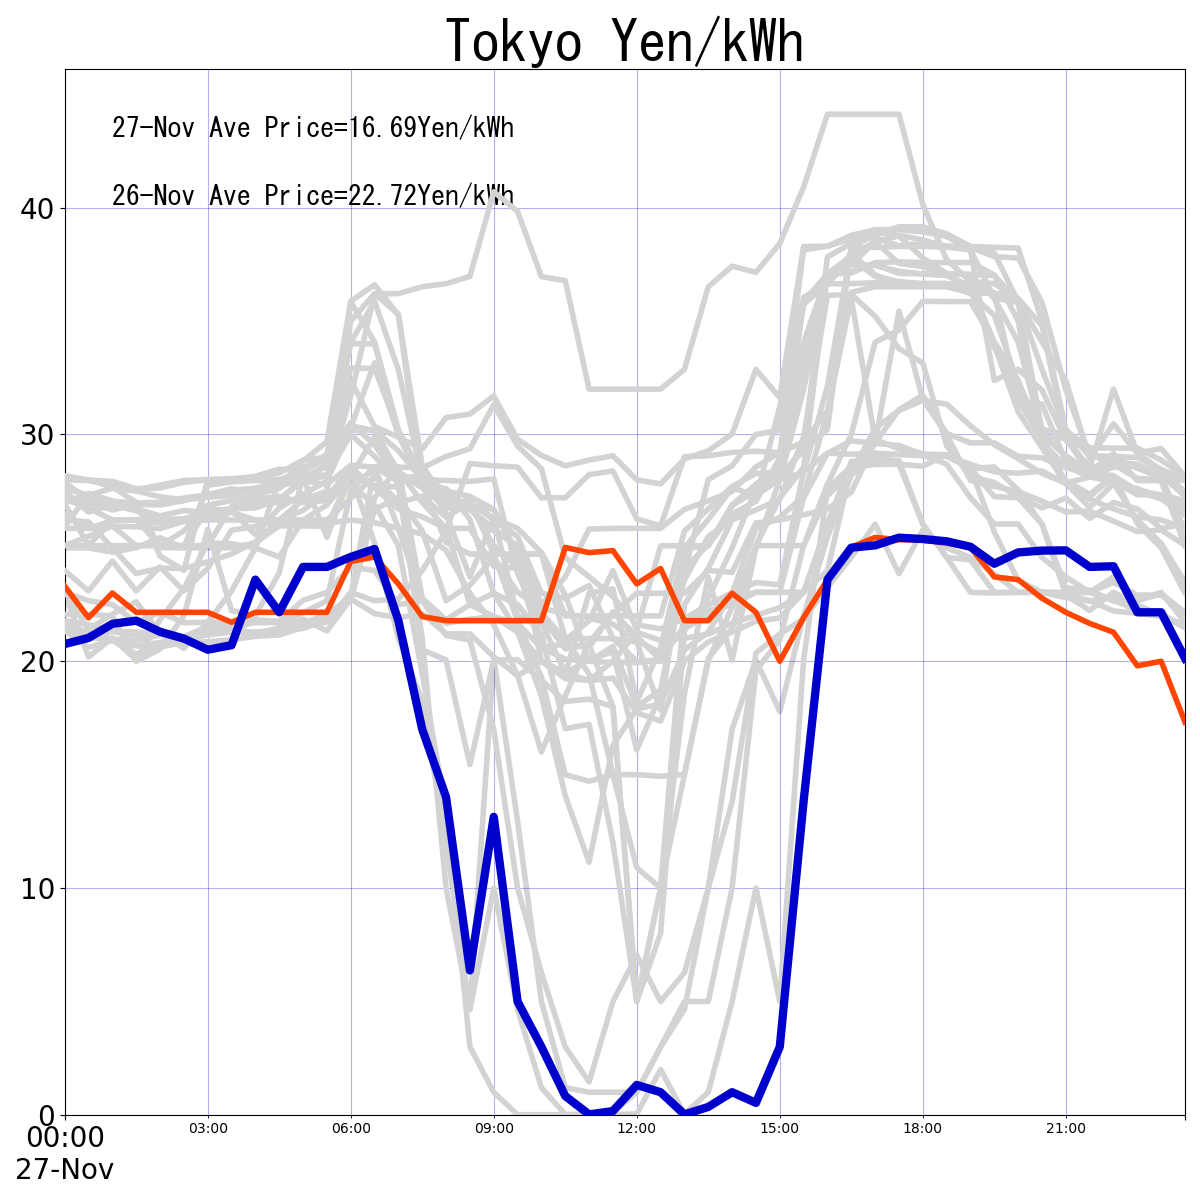 Tokyo Yen/kWh
27-Nov Ave Price=16.69Yen/kWh
26-Nov Ave Price=22.72Yen/kWh
40
30
20
10
0
00:00 03:00 06:00 09:00 12:00 15:00 18:00 21:00
27-Nov